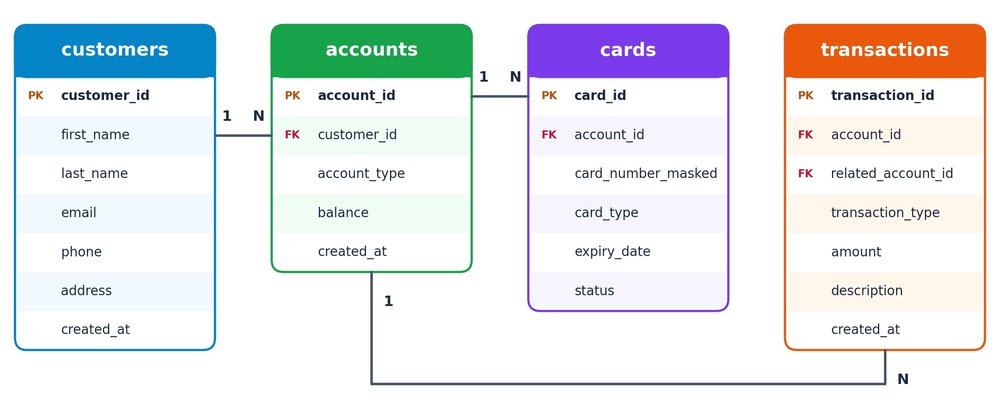 customers
PK customer_id
first_name
last_name
email
phone
address
created_at
1 N
accounts
PK account_id
FK customer_id
account_type
balance
created_at
1 N
cards
PK card_id
FK account_id
card_number_masked
card_type
expiry_date
status
transactions
PK transaction_id
FK account_id
FK related_account_id
transaction_type
amount
description
created_at
1
N